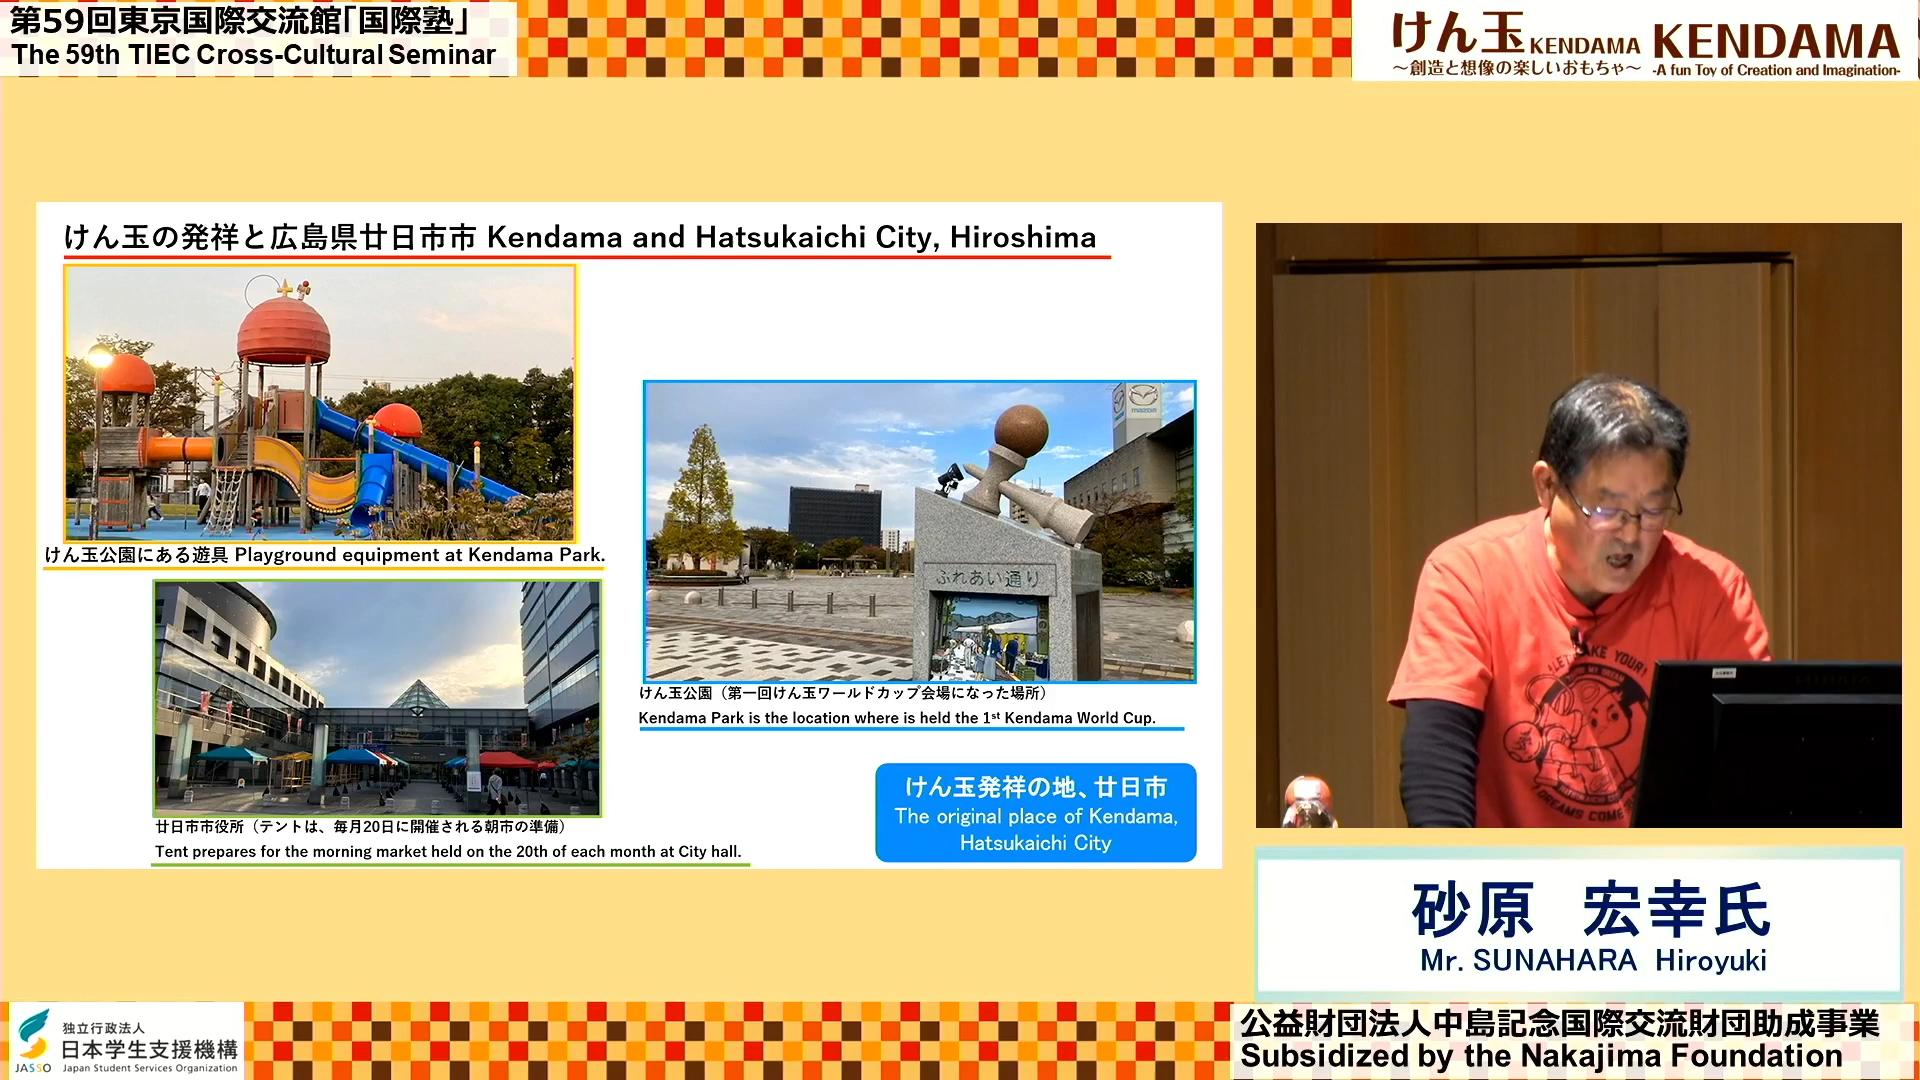 第59回東京国際交流館「国際塾」
The 59th TIEC Cross-Cultural Seminar
けん玉 KENDAMA
～創造と想像の楽しいおもちゃ～
KENDAMA
-A fun Toy of Creation and Imagination-
けん玉の発祥と広島県廿日市市 Kendama and Hatsukaichi City, Hiroshima
けん玉公園にある遊具 Playground equipment at Kendama Park.
mazda
ふれあい通り
けん玉公園（第一回けん玉ワールドカップ会場になった場所）
Kendama Park is the location where is held the 1st Kendama World Cup.
廿日市市役所（テントは、毎月20日に開催される朝市の準備）
Tent prepares for the morning market held on the 20th of each month at City hall.
けん玉発祥の地、廿日市
The original place of Kendama,
Hatsukaichi City
砂原　宏幸氏
Mr. SUNAHARA Hiroyuki
JASSO
独立行政法人
日本学生支援機構
Japan Student Services Organization
公益財団法人中島記念国際交流財団助成事業
Subsidized by the Nakajima Foundation